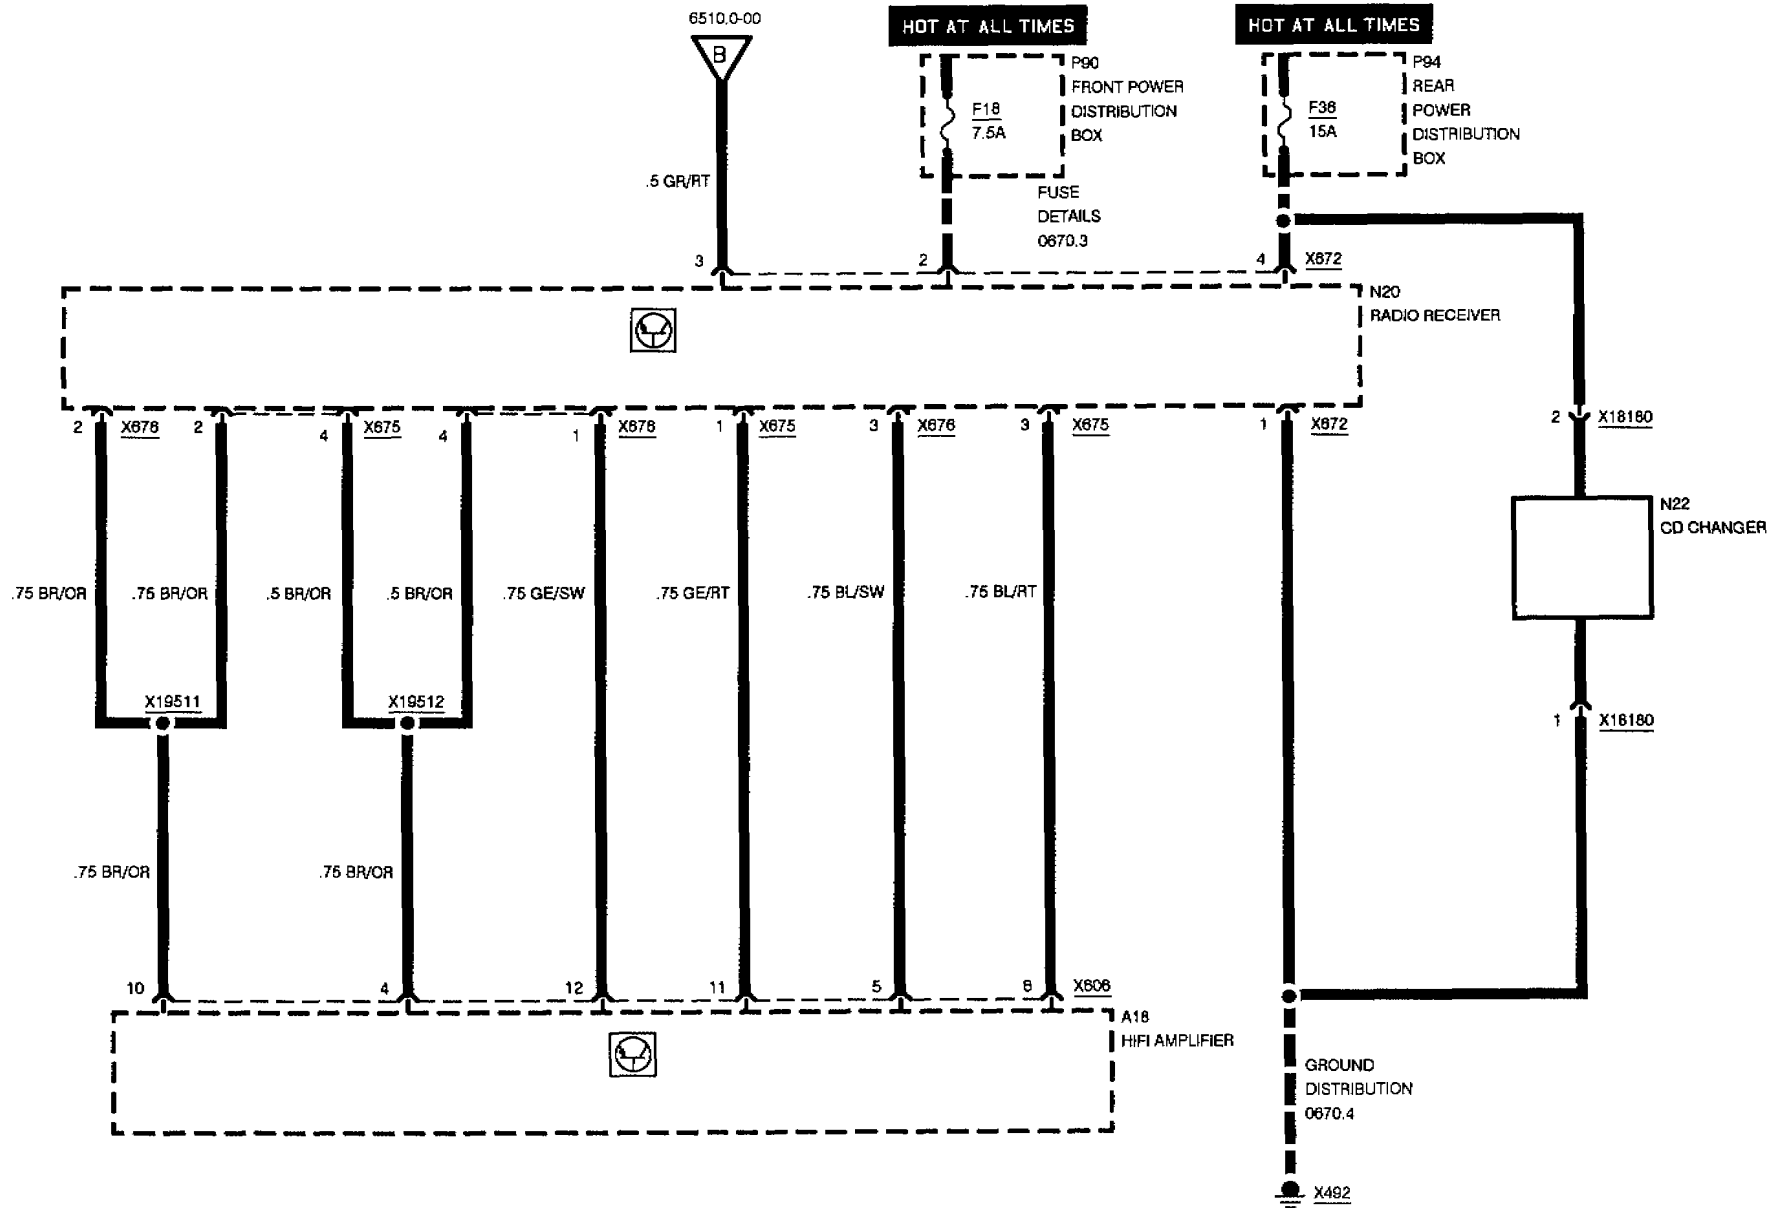 6510.0-00
B
HOT AT ALL TIMES
HOT AT ALL TIMES
P90
FRONT POWER
DISTRIBUTION
BOX
F18
7.5A
P94
REAR
POWER
DISTRIBUTION
BOX
F38
15A
.5 GR/RT
FUSE
DETAILS
0670.3
3
2
4
X672
N20
RADIO RECEIVER
2
X676
2
4
X675
4
1
X676
1
X675
3
X676
3
X675
1
X672
2
X18180
N22
CD CHANGER
.75 BR/OR
.75 BR/OR
.5 BR/OR
.5 BR/OR
.75 GE/SW
.75 GE/RT
.75 BL/SW
.75 BL/RT
X19511
X19512
1
X18180
.75 BR/OR
.75 BR/OR
10
4
12
11
5
6
X606
A18
HIFI AMPLIFIER
GROUND
DISTRIBUTION
0670.4
X492